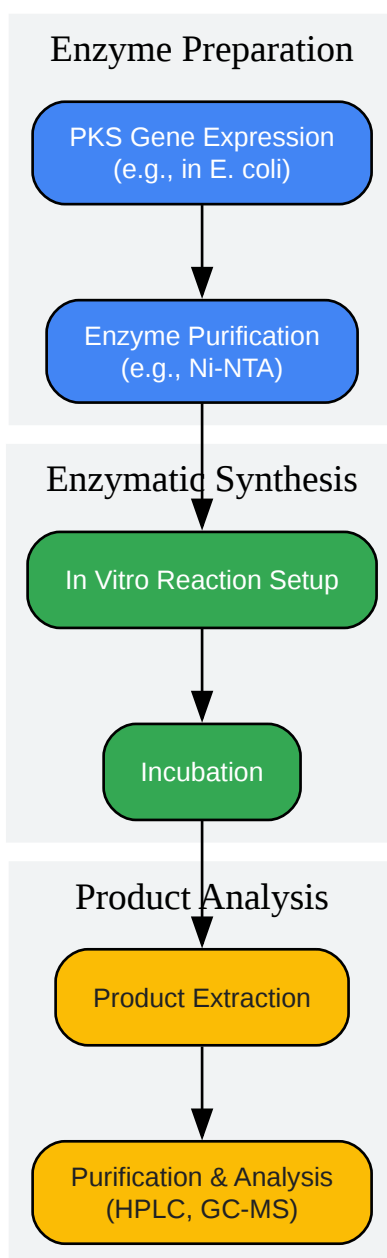 Enzyme Preparation
PKS Gene Expression
(e.g., in E. coli)
Enzyme Purification
(e.g., Ni-NTA)
Enzymatic Synthesis
In Vitro Reaction Setup
Incubation
Product Analysis
Product Extraction
Purification & Analysis
(HPLC, GC-MS)